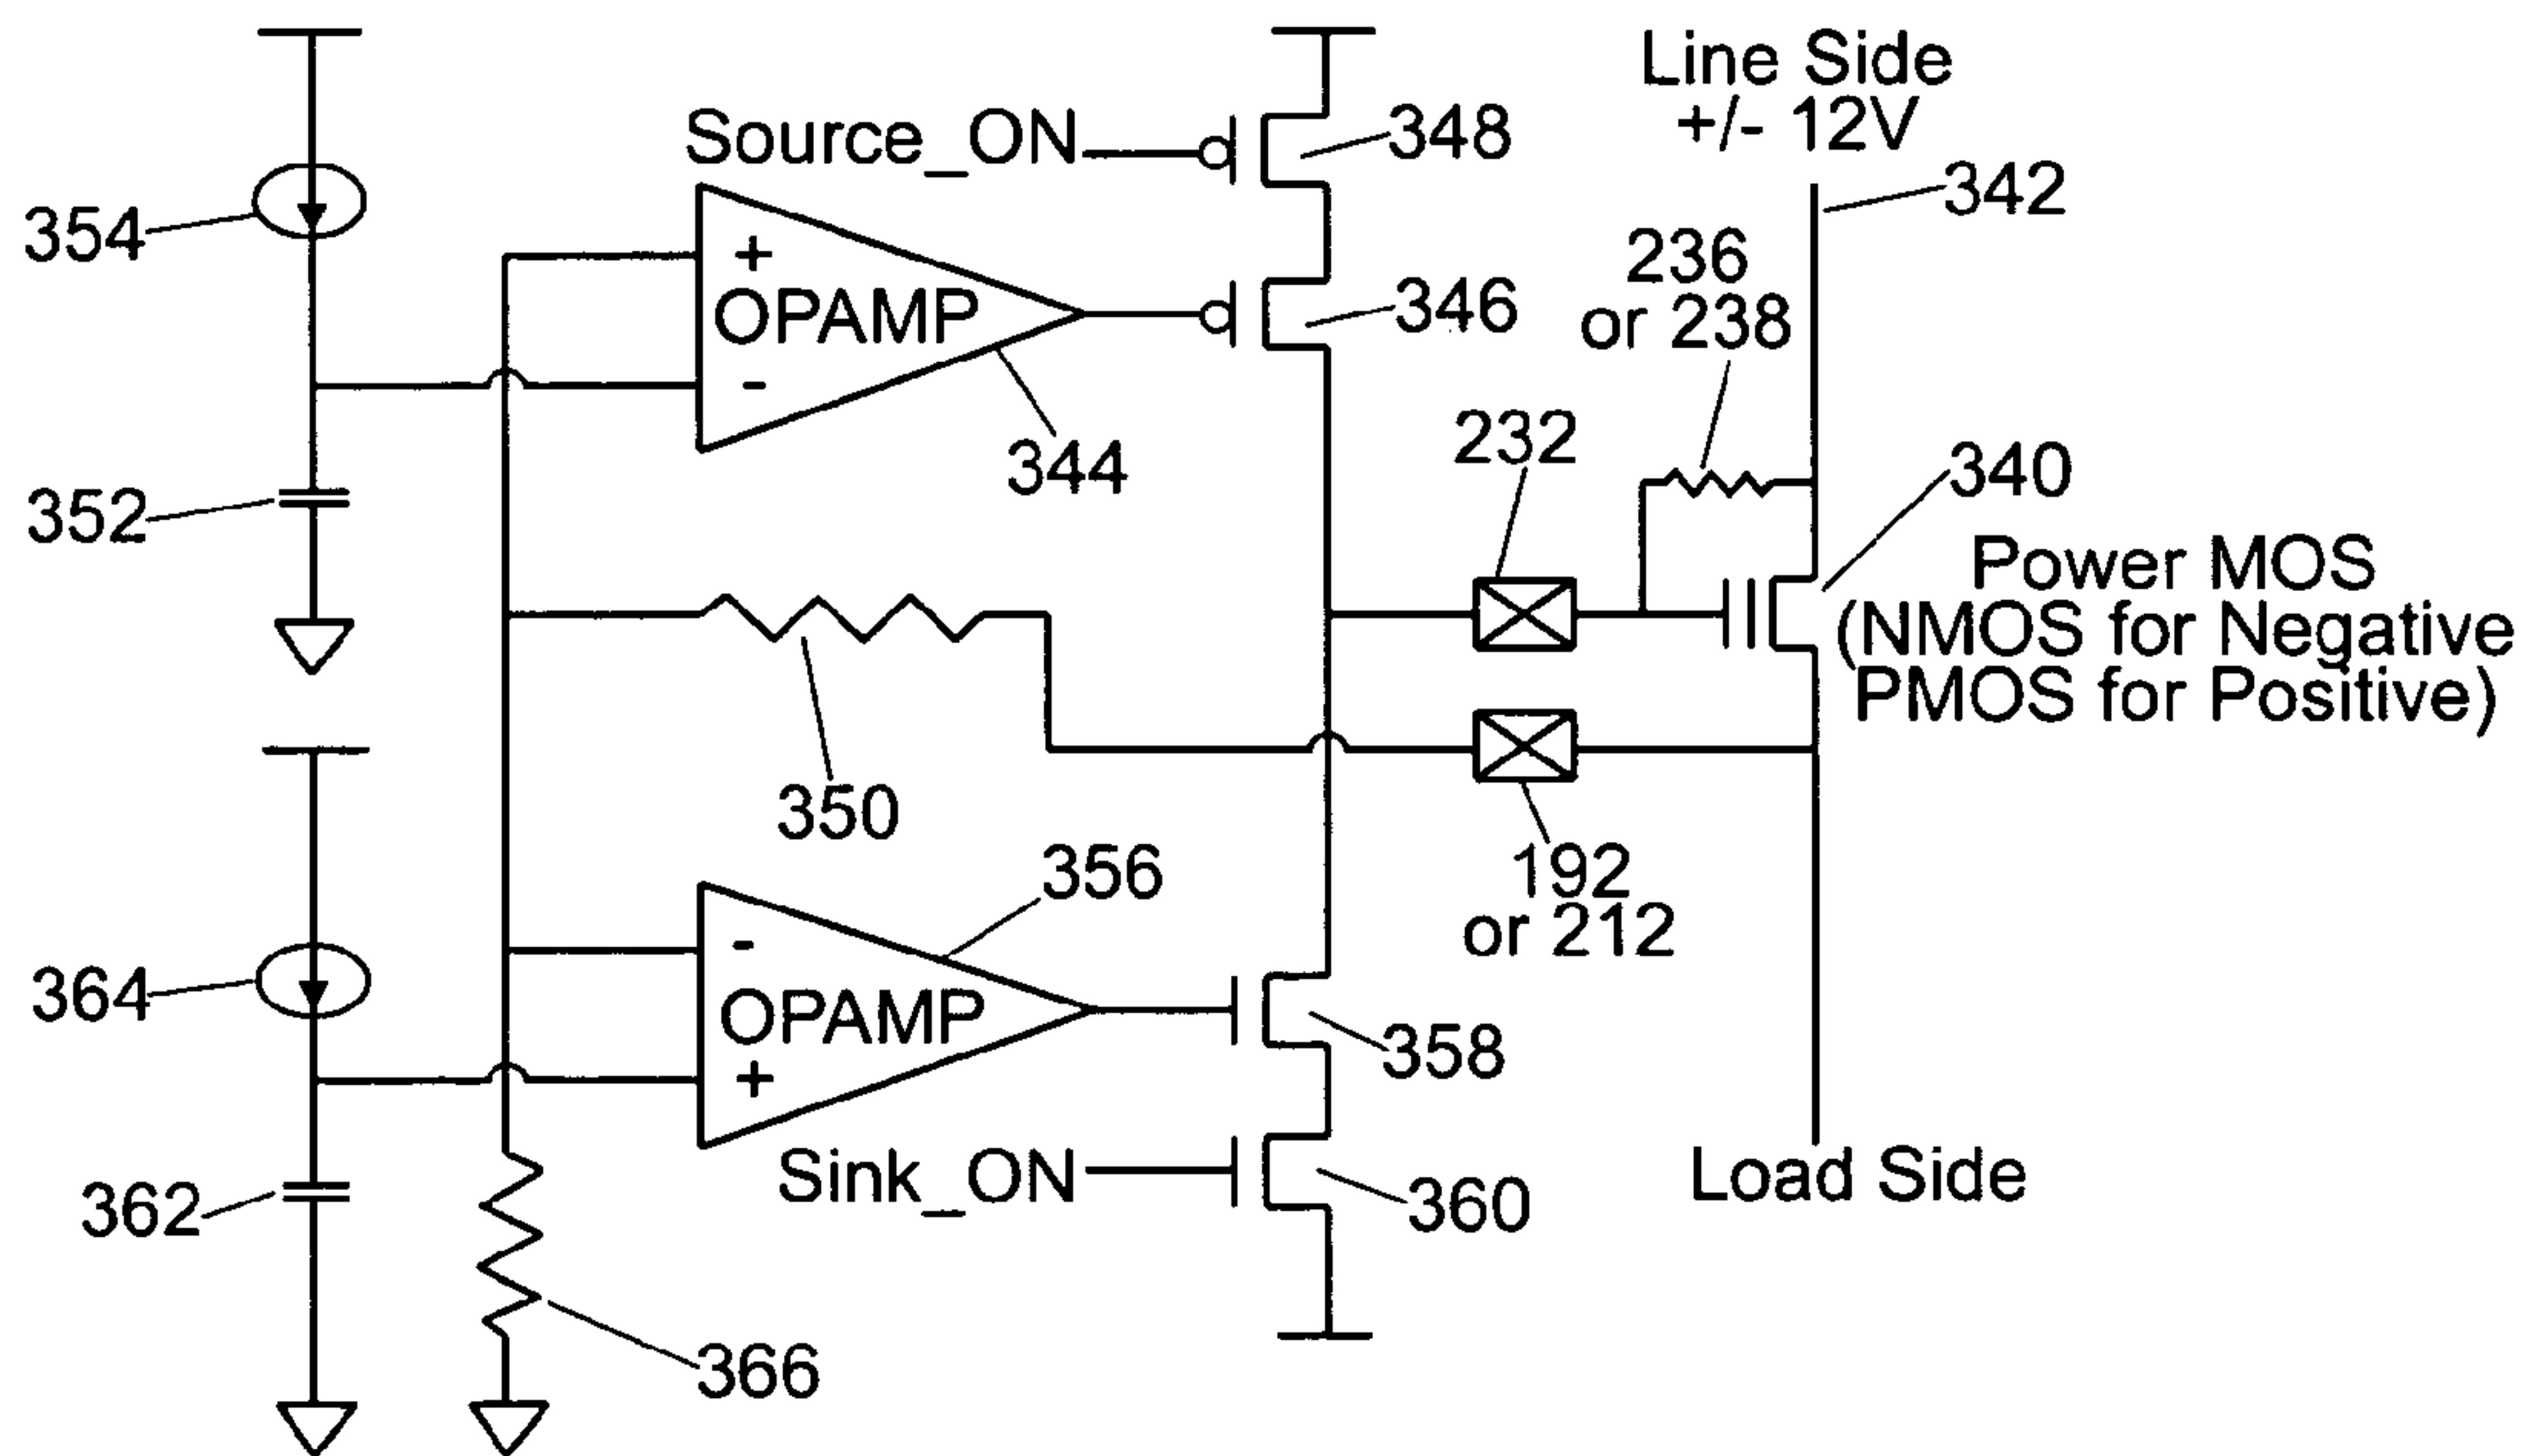 Line Side
+/- 12V
Source_ON
348
342
354
+
OPAMP
-
346
236
or 238
344
232
340
352
Power MOS
(NMOS for Negative
PMOS for Positive)
350
356
192
or 212
364
-
OPAMP
+
358
Sink_ON
Load Side
362
360
366